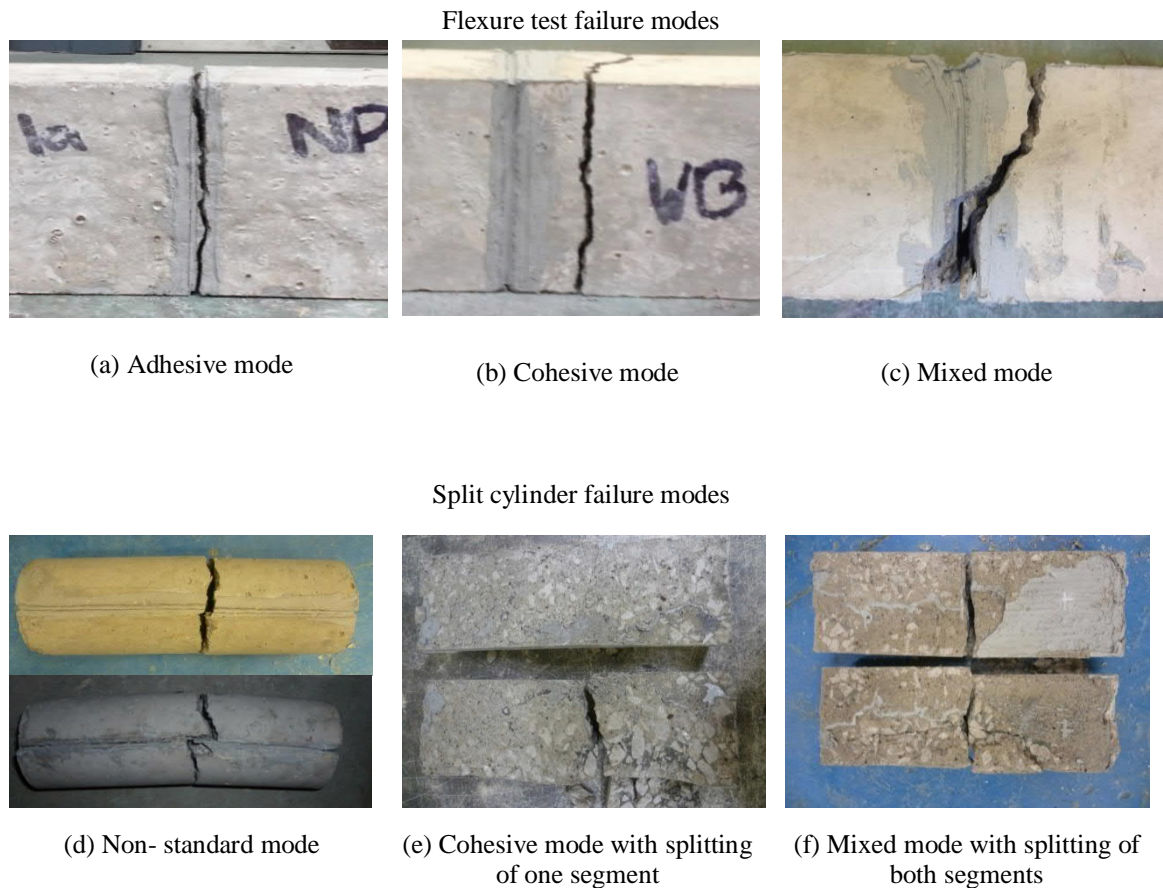 Flexure test failure modes
1a
NP
WB
(a) Adhesive mode
(b) Cohesive mode
(c) Mixed mode
Split cylinder failure modes
(d) Non- standard mode
(e) Cohesive mode with splitting
of one segment
(f) Mixed mode with splitting of
both segments